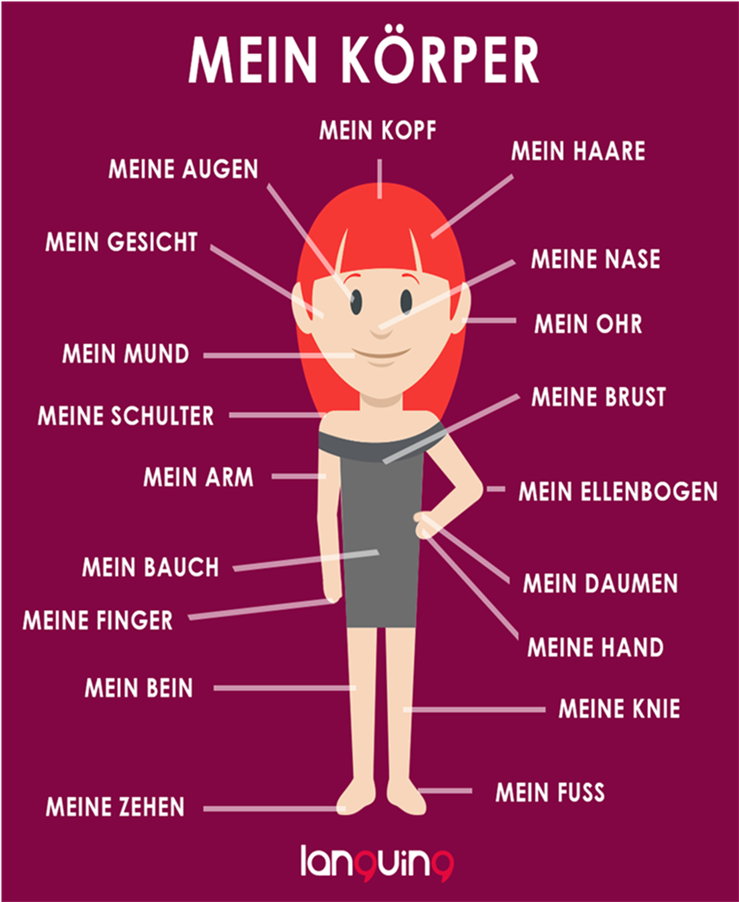 MEIN KÖRPER
MEIN KOPF
MEIN HAARE
MEINE AUGEN
MEIN GESICHT
MEINE NASE
MEIN OHR
MEIN MUND
MEINE BRUST
MEINE SCHULTER
MEIN ARM
MEIN ELLENBOGEN
MEIN BAUCH
MEIN DAUMEN
MEINE FINGER
MEINE HAND
MEIN BEIN
MEINE KNIE
MEIN FUSS
MEINE ZEHEN
languing